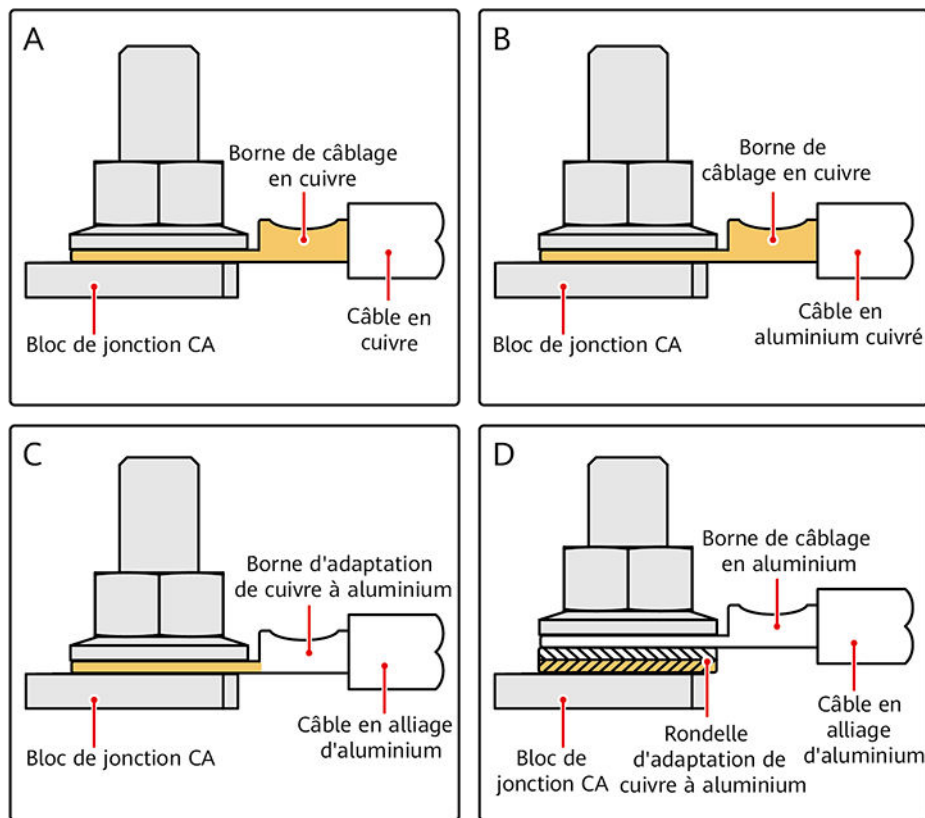 A
Borne de câblage
en cuivre
Bloc de jonction CA
Câble en
cuivre
B
Borne de
câblage en cuivre
Bloc de jonction CA
Câble en
aluminium cuivré
C
Borne d'adaptation
de cuivre à aluminium
Bloc de jonction CA
Câble en alliage
d'aluminium
D
Borne de câblage
en aluminium
Bloc de
jonction CA
Rondelle
d'adaptation de
cuivre à aluminium
Câble en
alliage
d'aluminium